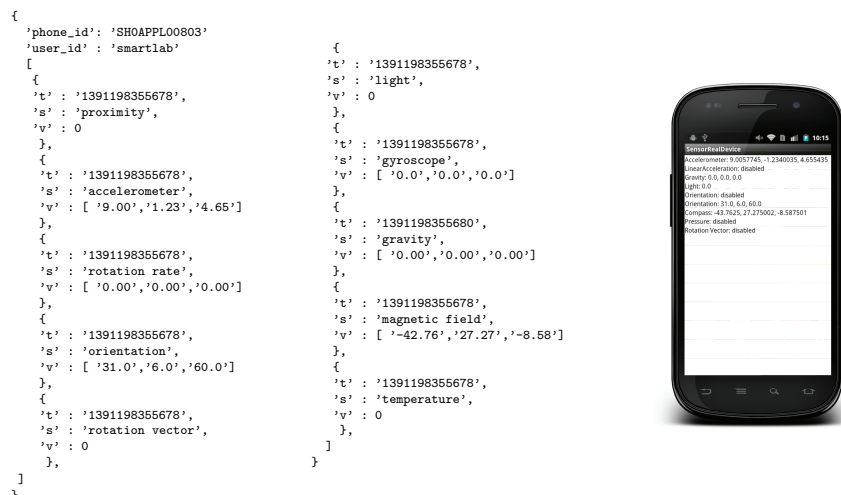 {
’phone_id’: ’SH0APPL00803’
’user_id’ : ’smartlab’
[
{
’t’ : ’1391198355678’,
’s’ : ’proximity’,
’v’ : 0
},
{
’t’ : ’1391198355678’,
’s’ : ’accelerometer’,
’v’ : [ ’9.00’,’1.23’,’4.65’]
},
{
’t’ : ’1391198355678’,
’s’ : ’rotation rate’,
’v’ : [ ’0.00’,’0.00’,’0.00’]
},
{
’t’ : ’1391198355678’,
’s’ : ’orientation’,
’v’ : [ ’31.0’,’6.0’,’60.0’]
},
{
’t’ : ’1391198355678’,
’s’ : ’rotation vector’,
’v’ : 0
},
]
}
{
’t’ : ’1391198355678’,
’s’ : ’light’,
’v’ : 0
},
{
’t’ : ’1391198355678’,
’s’ : ’gyroscope’,
’v’ : [ ’0.0’,’0.0’,’0.0’]
},
{
’t’ : ’1391198355680’,
’s’ : ’gravity’,
’v’ : [ ’0.00’,’0.00’,’0.00’]
},
{
’t’ : ’1391198355678’,
’s’ : ’magnetic field’,
’v’ : [ ’-42.76’,’27.27’,’-8.58’]
},
{
’t’ : ’1391198355678’,
’s’ : ’temperature’,
’v’ : 0
},
]
}
10:15
SensorRealDevice
Accelerometer: 9.0057745, -1.2340035, 4.655435
LinearAcceleration: disabled
Gravity: 0.0, 0.0, 0.0
Light: 0.0
Orientation: disabled
Orientation: 31.0, 6.0, 60.0
Compass: -43.7625, 27.275002, -8.587501
Pressure: disabled
Rotation Vector: disabled